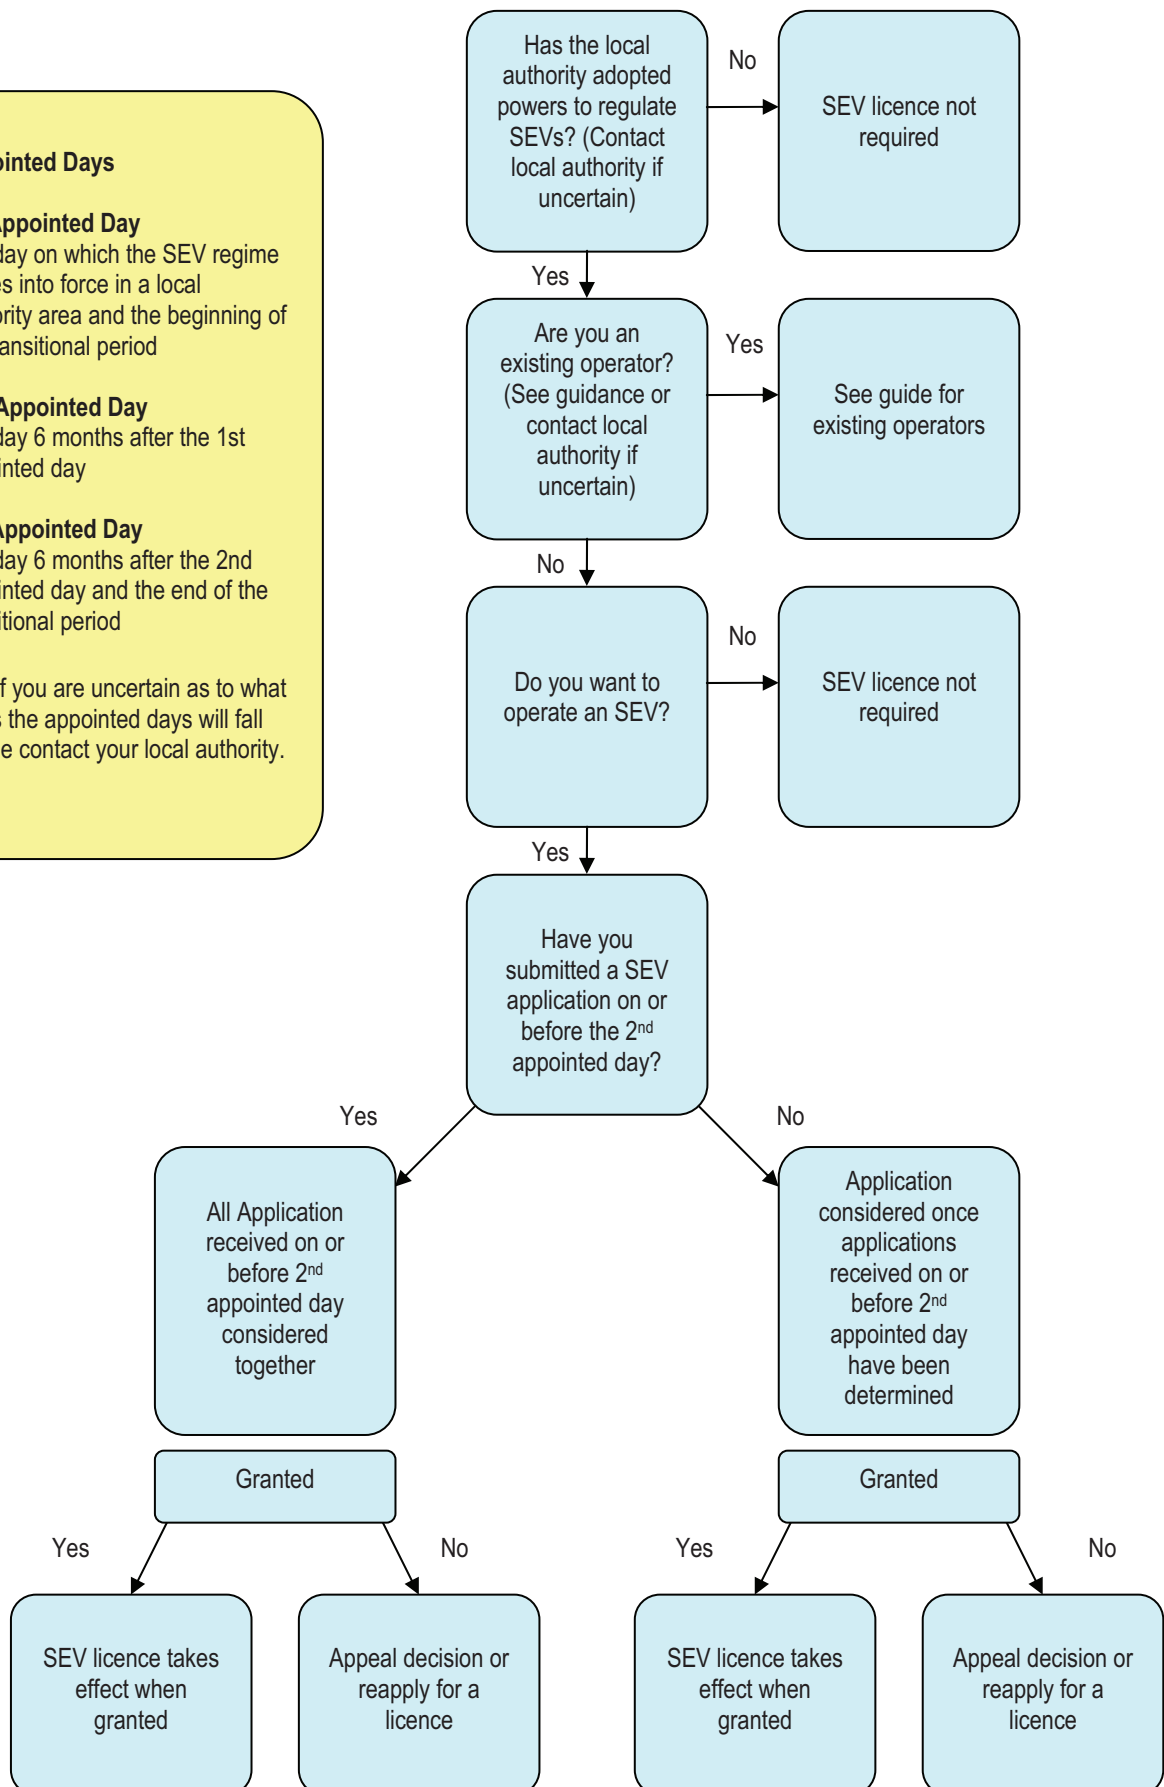 ointed Days
Appointed Day
day on which the SEV regime
es into force in a local
ority area and the beginning of
ansitional period
Appointed Day
day 6 months after the 1st
inted day
Appointed Day
day 6 months after the 2nd
inted day and the end of the
itional period
f you are uncertain as to what
s the appointed days will fall
e contact your local authority.
Has the local
authority adopted
powers to regulate
SEVs? (Contact
local authority if
uncertain)
No
SEV licence not
required
Yes
Are you an
existing operator?
(See guidance or
contact local
authority if
uncertain)
Yes
See guide for
existing operators
No
Do you want to
operate an SEV?
No
SEV licence not
required
Yes
Have you
submitted a SEV
application on or
before the 2nd
appointed day?
Yes
No
All Application
received on or
before 2nd
appointed day
considered
together
Application
considered once
applications
received on or
before 2nd
appointed day
have been
determined
Granted
Granted
Yes
No
Yes
No
SEV licence takes
effect when
granted
Appeal decision or
reapply for a
licence
SEV licence takes
effect when
granted
Appeal decision or
reapply for a
licence